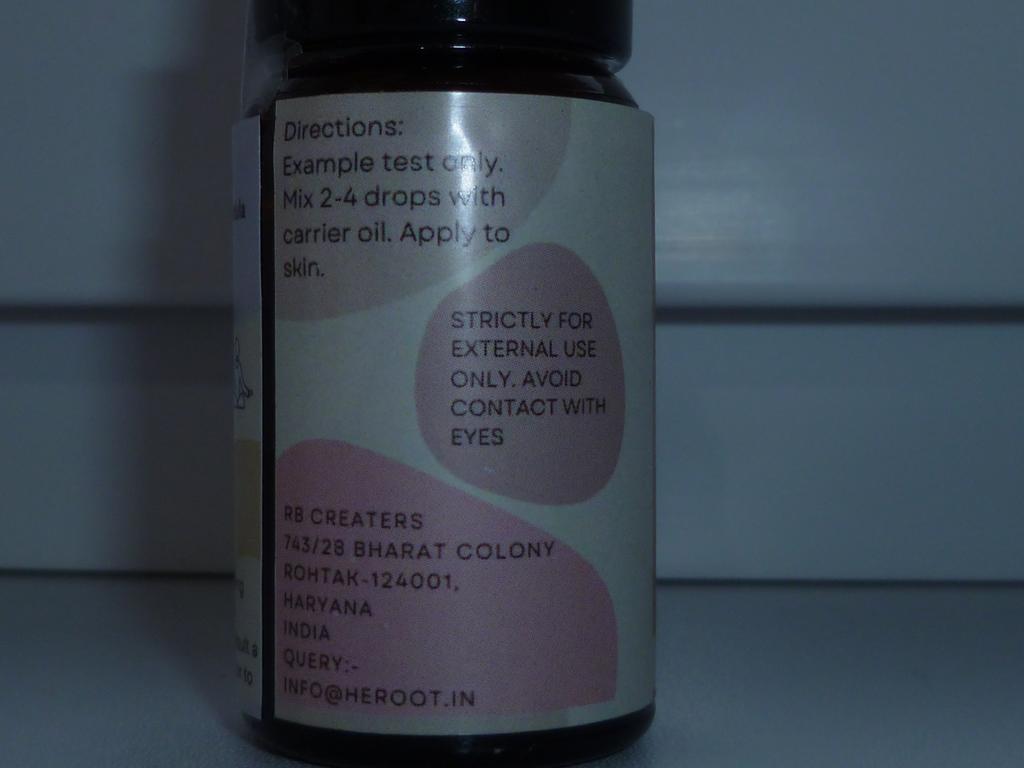 Directions:
Example test only.
Mix 2-4 drops with
carrier oil. Apply to
skin.
STRICTLY FOR
EXTERNAL USE
ONLY. AVOID
CONTACT WITH
EYES
RB CREATERS
743/28 BHARAT COLONY
ROHTAK-124001,
HARYANA
INDIA
QUERY:-
INFO@HEROOT.IN